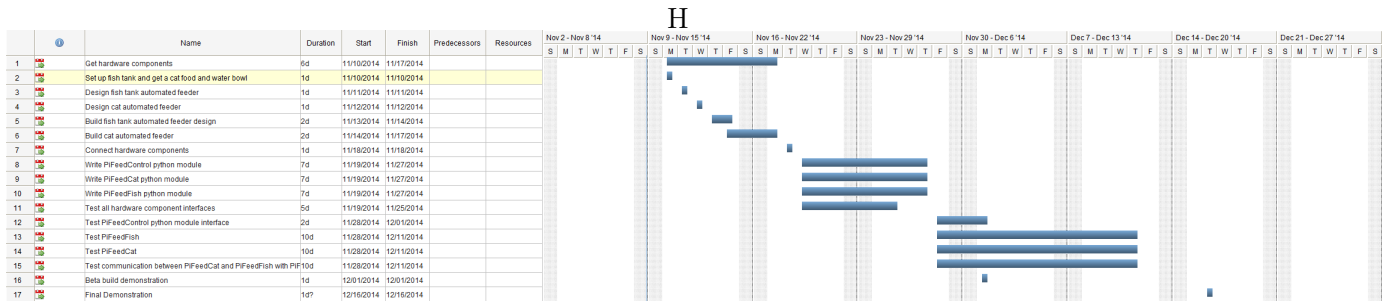 H
Name Duration Start Finish Predecessors Resources Nov 2 - Nov 8 '14 Nov 9 - Nov 15 '14 Nov 16 - Nov 22 '14 Nov 23 - Nov 29 '14 Nov 30 - Dec 6 '14 Dec 7 - Dec 13 '14 Dec 14 - Dec 20 '14 Dec 21 - Dec 27 '14
S M T W T F S S M T W T F S S M T W T F S S M T W T F S S M T W T F S S M T W T F S S M T W T F S S M T W T F S
1 Get hardware components 6d 11/10/2014 11/17/2014
2 Set up fish tank and get a cat food and water bowl 1d 11/10/2014 11/10/2014
3 Design fish tank automated feeder 1d 11/11/2014 11/11/2014
4 Design cat automated feeder 1d 11/12/2014 11/12/2014
5 Build fish tank automated feeder design 2d 11/13/2014 11/14/2014
6 Build cat automated feeder 2d 11/14/2014 11/17/2014
7 Connect hardware components 1d 11/18/2014 11/18/2014
8 Write PiFeedControl python module 7d 11/19/2014 11/27/2014
9 Write PiFeedCat python module 7d 11/19/2014 11/27/2014
10 Write PiFeedFish python module 7d 11/19/2014 11/27/2014
11 Test all hardware component interfaces 5d 11/19/2014 11/25/2014
12 Test PiFeedControl python module interface 2d 11/28/2014 12/01/2014
13 Test PiFeedFish 10d 11/28/2014 12/11/2014
14 Test PiFeedCat 10d 11/28/2014 12/11/2014
15 Test communication between PiFeedCat and PiFeedFish with PiF 10d 11/28/2014 12/11/2014
16 Beta build demonstration 1d 12/01/2014 12/01/2014
17 Final Demonstration 1d? 12/16/2014 12/16/2014